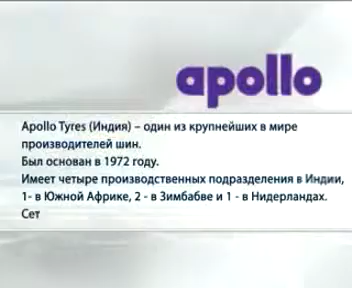 apollo
Apollo Tyres (Индия) – один из крупнейших в мире
производителей шин.
Был основан в 1972 году.
Имеет четыре производственных подразделения в Индии,
1- в Южной Африке, 2 - в Зимбабве и 1 - в Нидерландах.
Сет